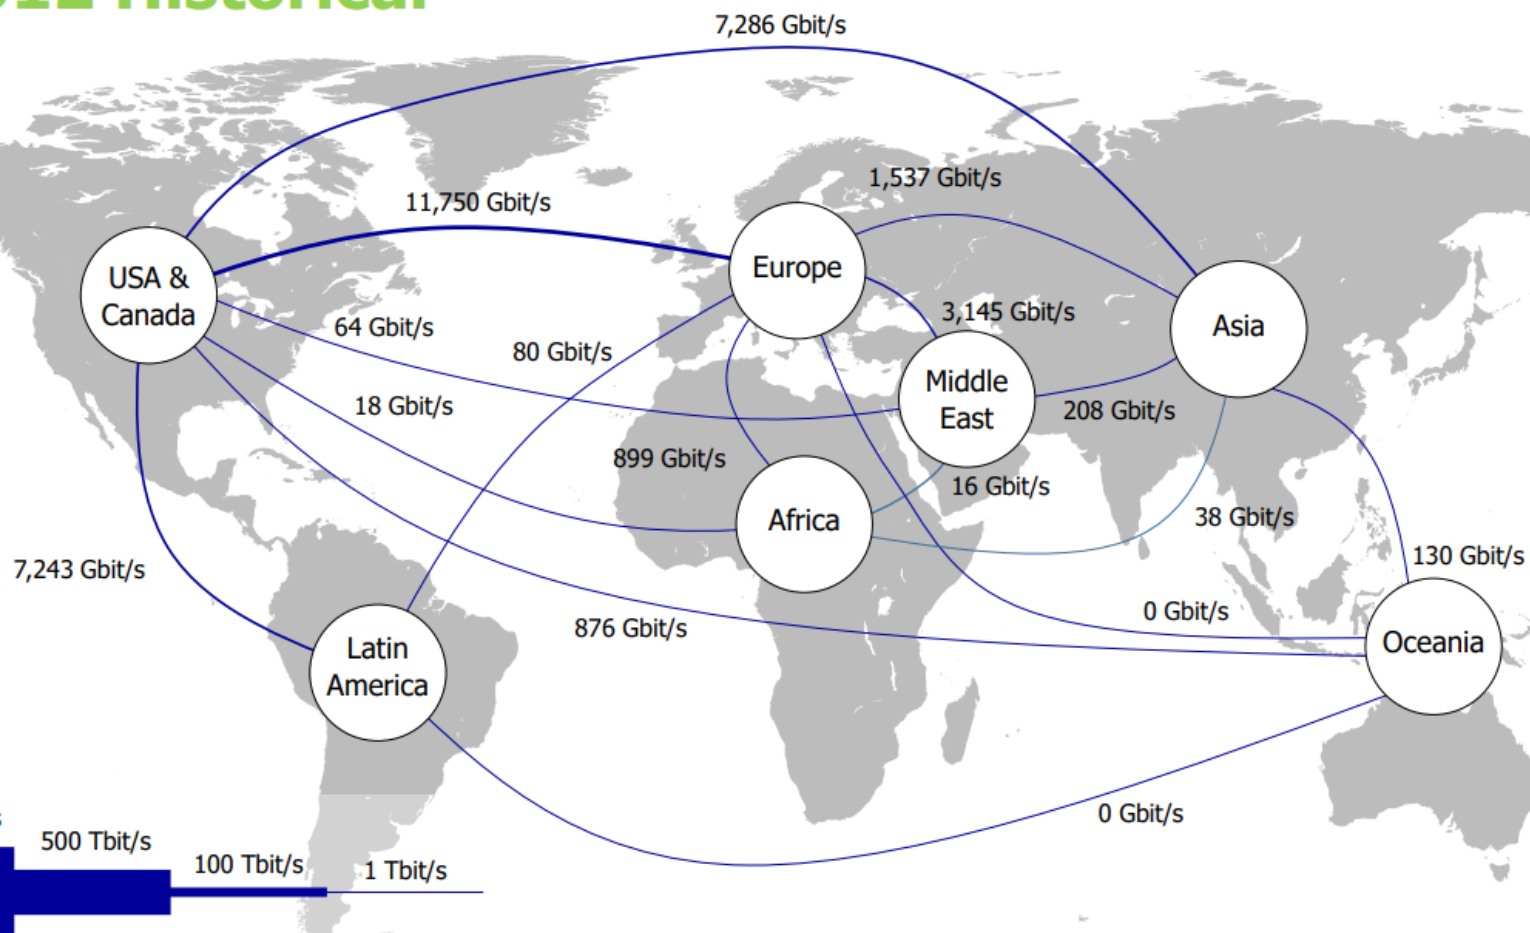 Historical
7,286 Gbit/s
1,537 Gbit/s
11,750 Gbit/s
USA &
Canada
Europe
3,145 Gbit/s
Asia
64 Gbit/s
80 Gbit/s
Middle
East
18 Gbit/s
208 Gbit/s
899 Gbit/s
16 Gbit/s
Africa
38 Gbit/s
7,243 Gbit/s
130 Gbit/s
0 Gbit/s
876 Gbit/s
Oceania
Latin
America
0 Gbit/s
500 Tbit/s
100 Tbit/s
1 Tbit/s